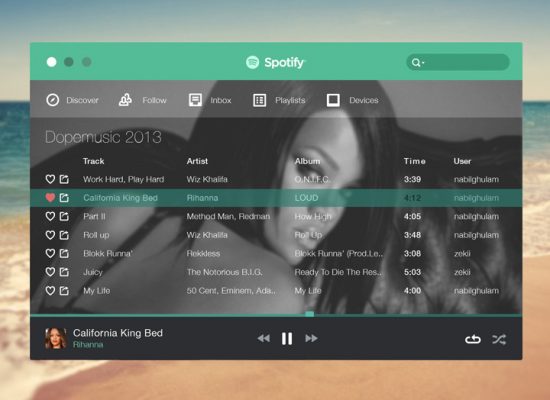 Spotify
Discover Follow Inbox Playlists Devices
Dopemusic 2013
Track Artist Album Time User
Work Hard, Play Hard Wiz Khalifa O.N.I.F.C. 3:39 nabilghulam
California King Bed Rihanna LOUD 4:12 nabilghulam
Part II Method Man, Redman How High 4:05 nabilghulam
Roll up Wiz Khalifa Roll Up 3:48 nabilghulam
Blokk Runna' Rekkless Blokk Runna' (Prod.Le.. 3:08 zekii
Juicy The Notorious B.I.G. Ready To Die The Res.. 5:03 zekii
My Life 50 Cent, Eminem, Ada.. My Life 4:00 nabilghulam
California King Bed
Rihanna